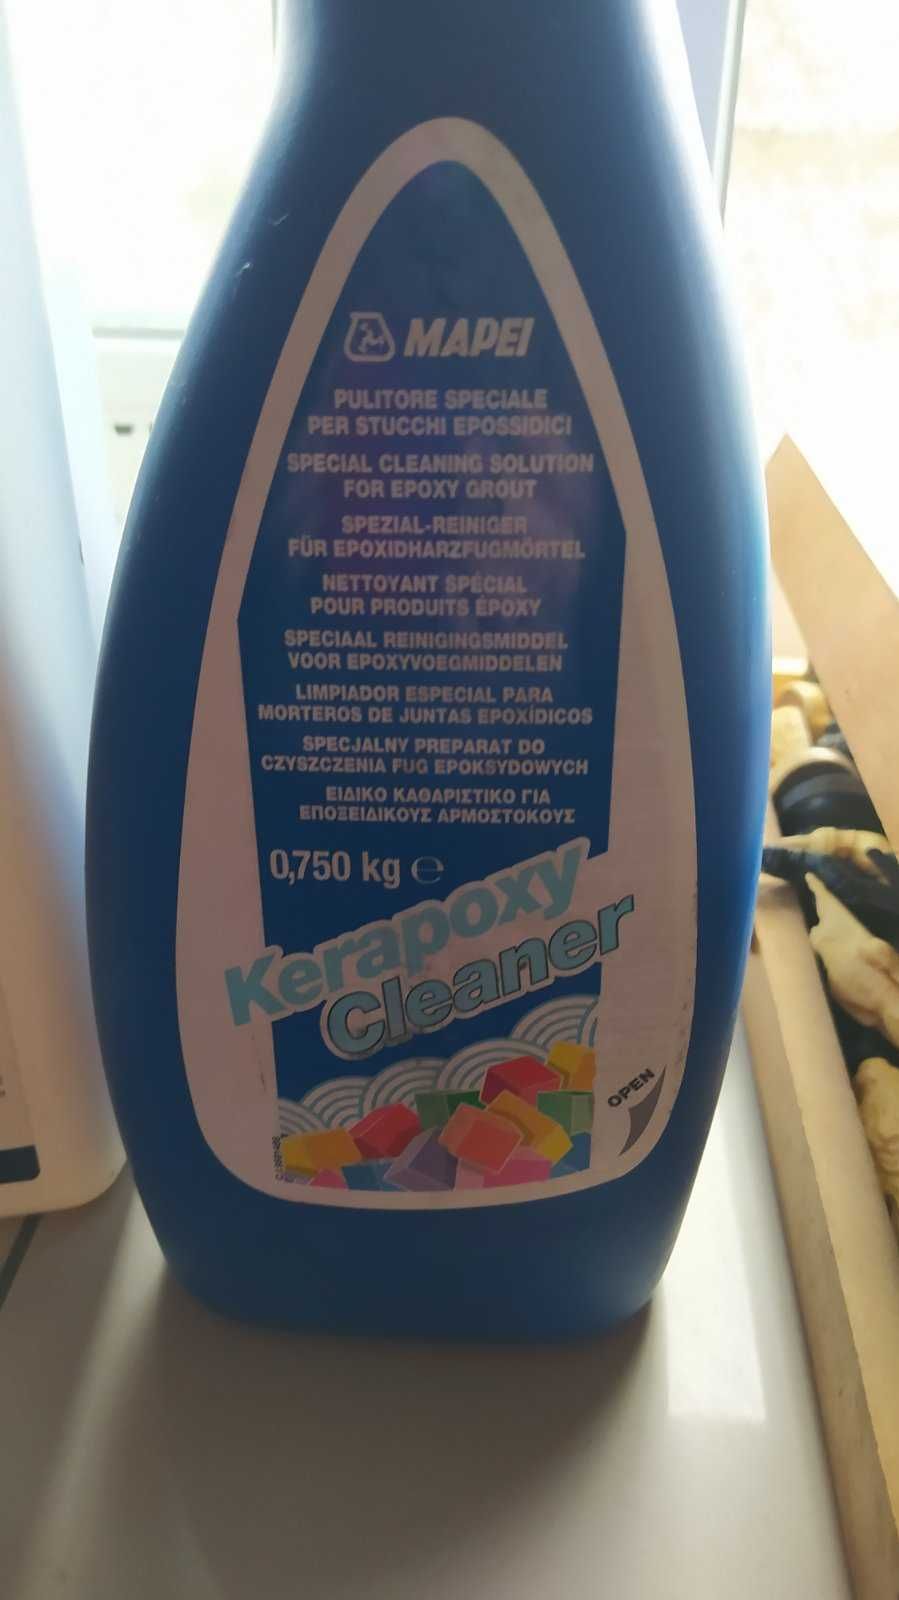 MAPEI
PULITORE SPECIALE
PER STUCCHI EPOSSIDICI
SPECIAL CLEANING SOLUTION
FOR EPOXY GROUT
SPEZIAL-REINIGER
FÜR EPOXIDHARZFUGMÖRTEL
NETTOYANT SPÉCIAL
POUR PRODUITS ÉPOXY
SPECIAAL REINIGINGSMIDDEL
VOOR EPOXYVOEGMIDDELEN
LIMPIADOR ESPECIAL PARA
MORTEROS DE JUNTAS EPOXÍDICOS
SPECJALNY PREPARAT DO
CZYSZCZENIA FUG EPOKSYDOWYCH
ΕΙΔΙΚΟ ΚΑΘΑΡΙΣΤΙΚΟ ΓΙΑ
ΕΠΟΞΕΙΔΙΚΟΥΣ ΑΡΜΟΣΤΟΚΟΥΣ
0,750 kg ℮
Kerapoxy
Cleaner
OPEN